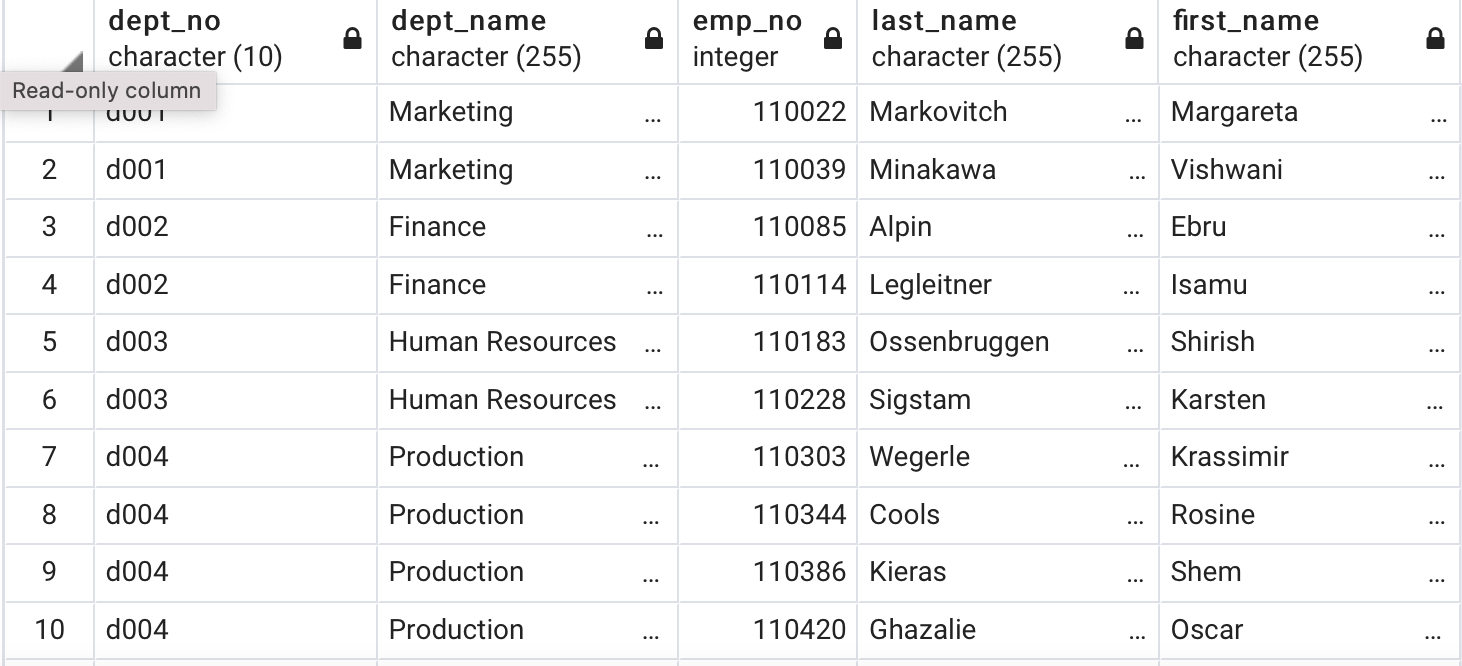 dept_no dept_name emp_no last_name first_name
character (10) character (255) integer character (255) character (255)
Read-only column
1 d001 Marketing ... 110022 Markovitch ... Margareta ...
2 d001 Marketing ... 110039 Minakawa ... Vishwani ...
3 d002 Finance ... 110085 Alpin ... Ebru ...
4 d002 Finance ... 110114 Legleitner ... Isamu ...
5 d003 Human Resources ... 110183 Ossenbruggen ... Shirish ...
6 d003 Human Resources ... 110228 Sigstam ... Karsten ...
7 d004 Production ... 110303 Wegerle ... Krassimir ...
8 d004 Production ... 110344 Cools ... Rosine ...
9 d004 Production ... 110386 Kieras ... Shem ...
10 d004 Production ... 110420 Ghazalie ... Oscar ...